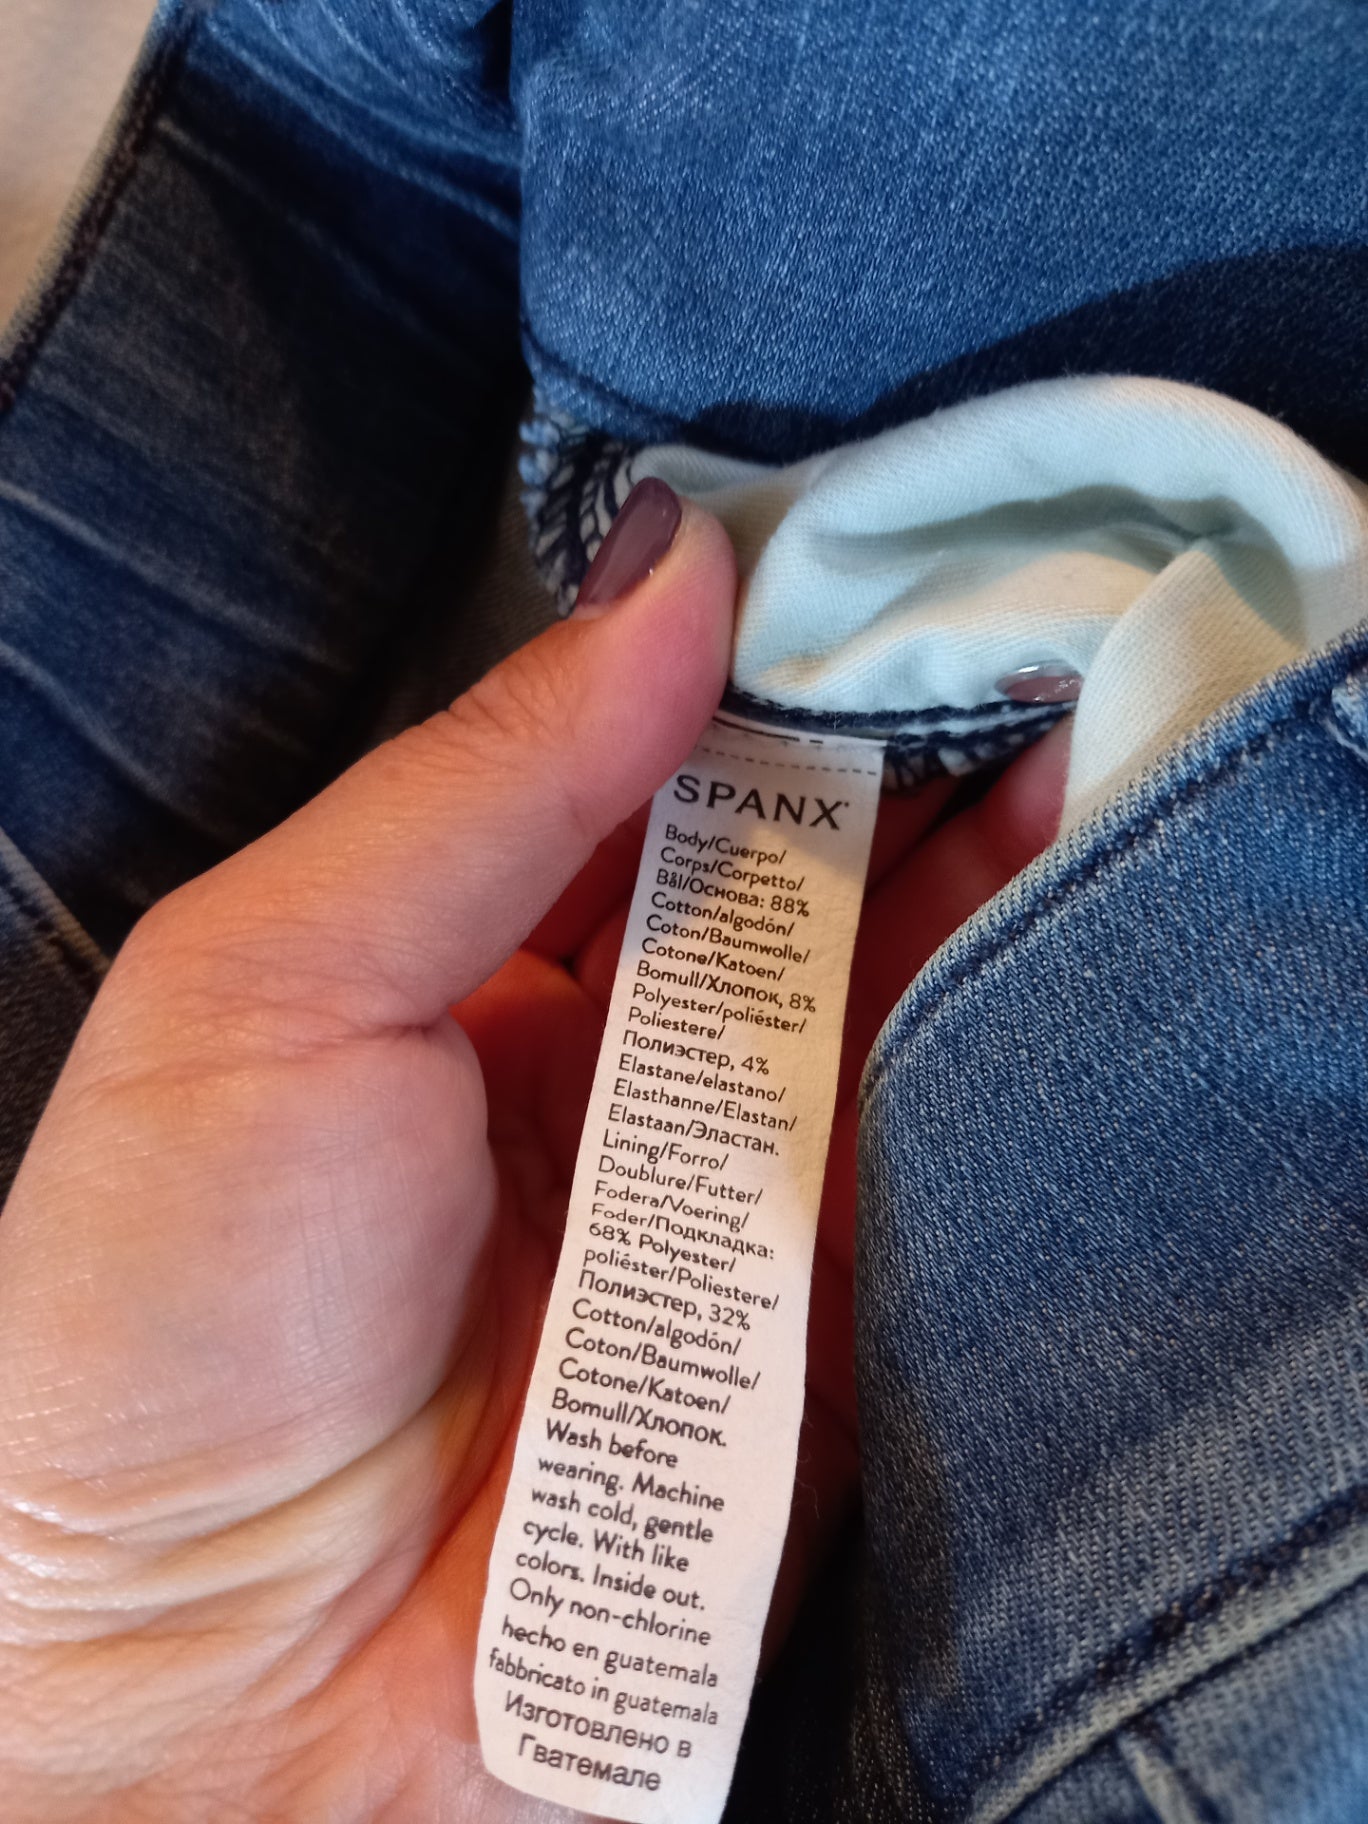 SPANX
Body/Cuerpo/
Corps/Corpetto/
Bål/Основа: 88%
Cotton/algodón/
Coton/Baumwolle/
Cotone/Katoen/
Bomull/Хлопок, 8%
Polyester/poliéster/
Poliestere/
Полиэстер, 4%
Elastane/elastano/
Elasthanne/Elastan/
Elastaan/Эластан.
Lining/Forro/
Doublure/Futter/
Fodera/Voering/
Foder/Подкладка:
68% Polyester/
poliéster/Poliestere/
Полиэстер, 32%
Cotton/algodón/
Coton/Baumwolle/
Cotone/Katoen/
Bomull/Хлопок.
Wash before
wearing. Machine
wash cold, gentle
cycle. With like
colors. Inside out.
Only non-chlorine
hecho en guatemala
fabbricato in guatemala
Изготовлено в
Гватемале